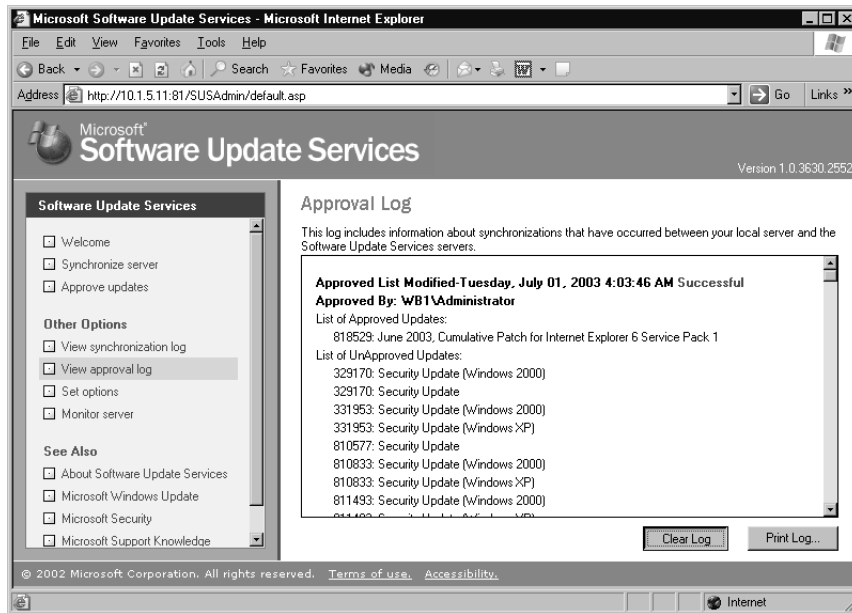 Microsoft Software Update Services - Microsoft Internet Explorer
File Edit View Favorites Tools Help
Back Search Favorites Media
Address http://10.1.5.11:81/SUSAdmin/default.asp Go Links »
Microsoft®
Software Update Services
Version 1.0.3630.2552
Software Update Services
Welcome
Synchronize server
Approve updates
Other Options
View synchronization log
View approval log
Set options
Monitor server
See Also
About Software Update Services
Microsoft Windows Update
Microsoft Security
Microsoft Support Knowledge
Approval Log
This log includes information about synchronizations that have occurred between your local server and the
Software Update Services servers.
Approved List Modified-Tuesday, July 01, 2003 4:03:46 AM Successful
Approved By: WB1\Administrator
List of Approved Updates:
818529: June 2003, Cumulative Patch for Internet Explorer 6 Service Pack 1
List of UnApproved Updates:
329170: Security Update (Windows 2000)
329170: Security Update
331953: Security Update (Windows 2000)
331953: Security Update (Windows XP)
810577: Security Update
810833: Security Update (Windows 2000)
810833: Security Update (Windows XP)
811493: Security Update (Windows 2000)
Clear Log Print Log...
© 2002 Microsoft Corporation. All rights reserved. Terms of use. Accessibility.
Internet